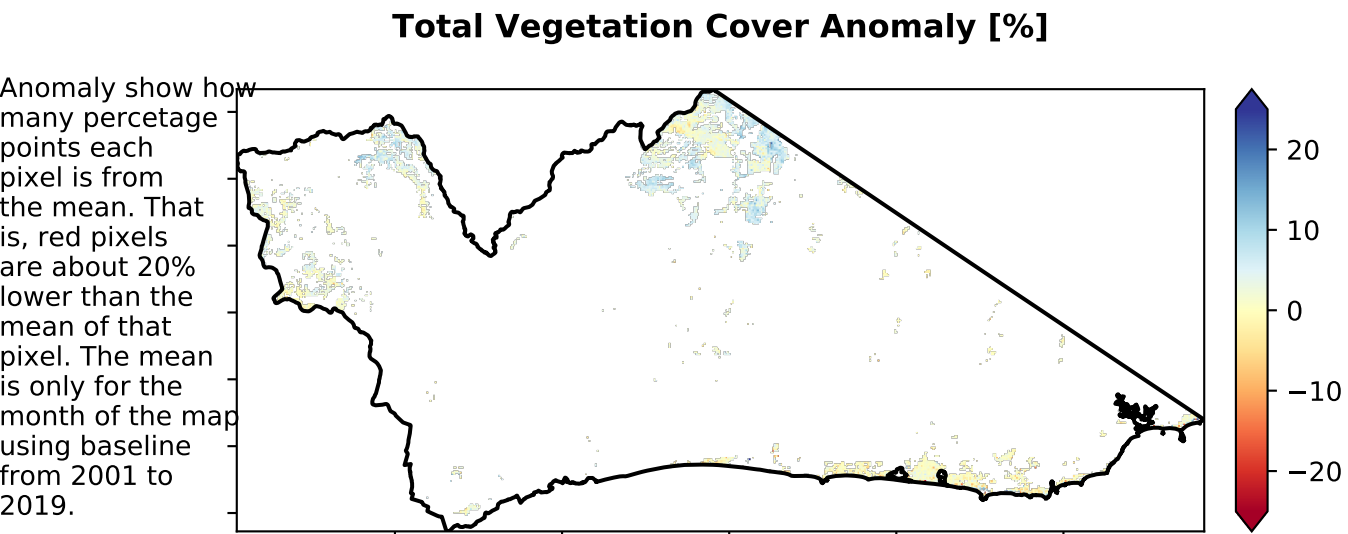 Total Vegetation Cover Anomaly [%]
Anomaly show how
many percetage
points each
pixel is from
the mean. That
is, red pixels
are about 20%
lower than the
mean of that
pixel. The mean
is only for the
month of the map
using baseline
from 2001 to
2019.
20
10
0
−10
−20